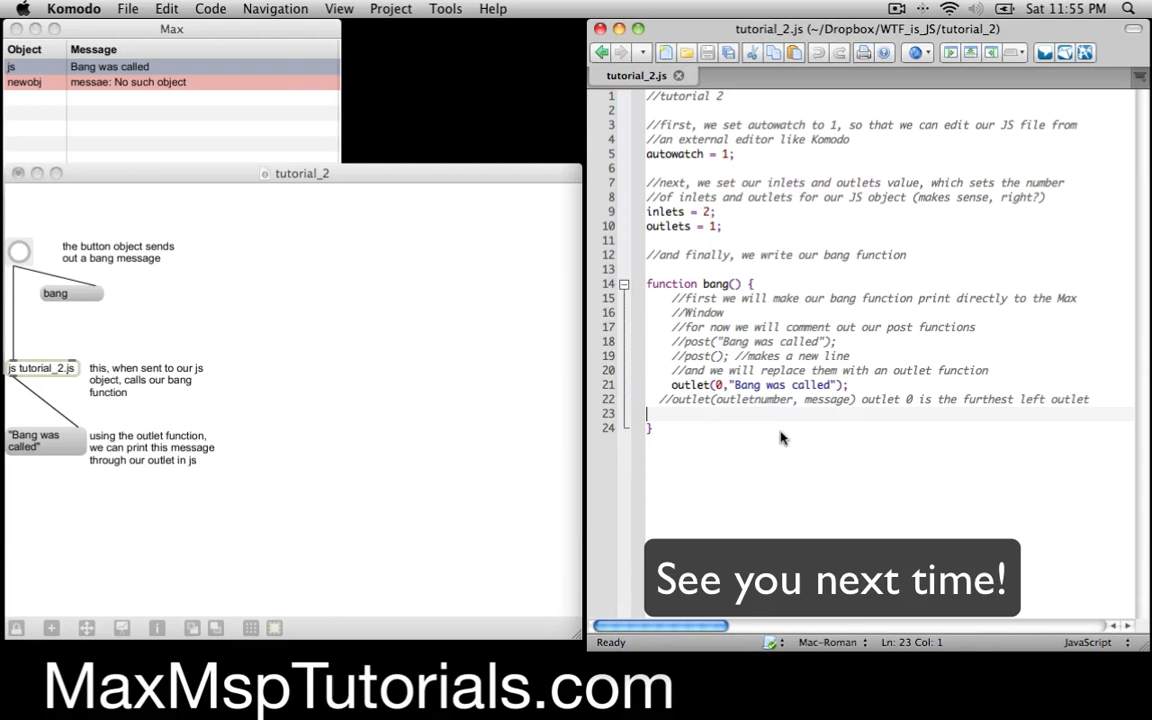 Komodo File Edit Code Navigation View Project Tools Help Sat 11:55 PM
Max
Object Message
js Bang was called
newobj messae: No such object
tutorial_2
the button object sends
out a bang message
bang
js tutorial_2.js
this, when sent to our js
object, calls our bang
function
"Bang was
called"
using the outlet function,
we can print this message
through our outlet in js
tutorial_2.js (~/Dropbox/WTF_is_JS/tutorial_2)
tutorial_2.js
1 //tutorial 2
2
3 //first, we set autowatch to 1, so that we can edit our JS file from
4 //an external editor like Komodo
5 autowatch = 1;
6
7 //next, we set our inlets and outlets value, which sets the number
8 //of inlets and outlets for our JS object (makes sense, right?)
9 inlets = 2;
10 outlets = 1;
11
12 //and finally, we write our bang function
13
14 function bang() {
15 //first we will make our bang function print directly to the Max
16 //Window
17 //for now we will comment out our post functions
18 //post("Bang was called");
19 //post(); //makes a new line
20 //and we will replace them with an outlet function
21 outlet(0,"Bang was called");
22 //outlet(outletnumber, message) outlet 0 is the furthest left outlet
23
24 }
See you next time!
Ready Mac-Roman Ln: 23 Col: 1 JavaScript
MaxMspTutorials.com